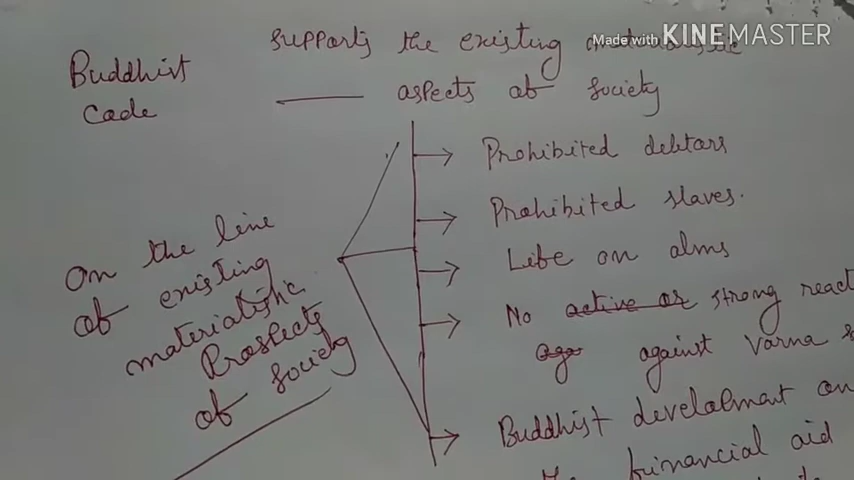 Made with KINEMASTER
Buddhist supports the existing
Code aspects of society
Prohibited debtors
Prohibited slaves.
Life on alms
No active or strong react
against varna s
Buddhist development on
the financial aid
On the line
of existing
materialistic
Prospects
of society